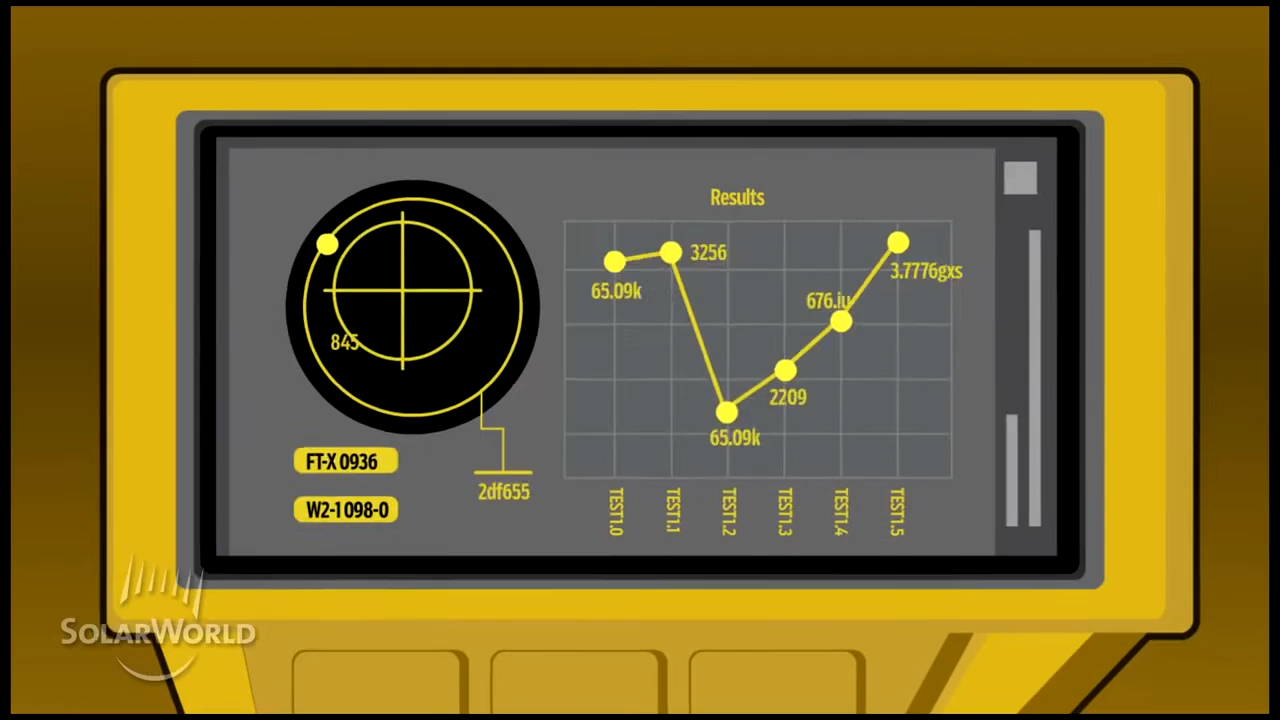 Results
3256
65.09k
3.7776gxs
676.iu
845
2209
65.09k
FT-X 0936
2df655
W2-1098-0
TEST1.0
TEST1.1
TEST1.2
TEST1.3
TEST1.4
TEST1.5
SOLARWORLD